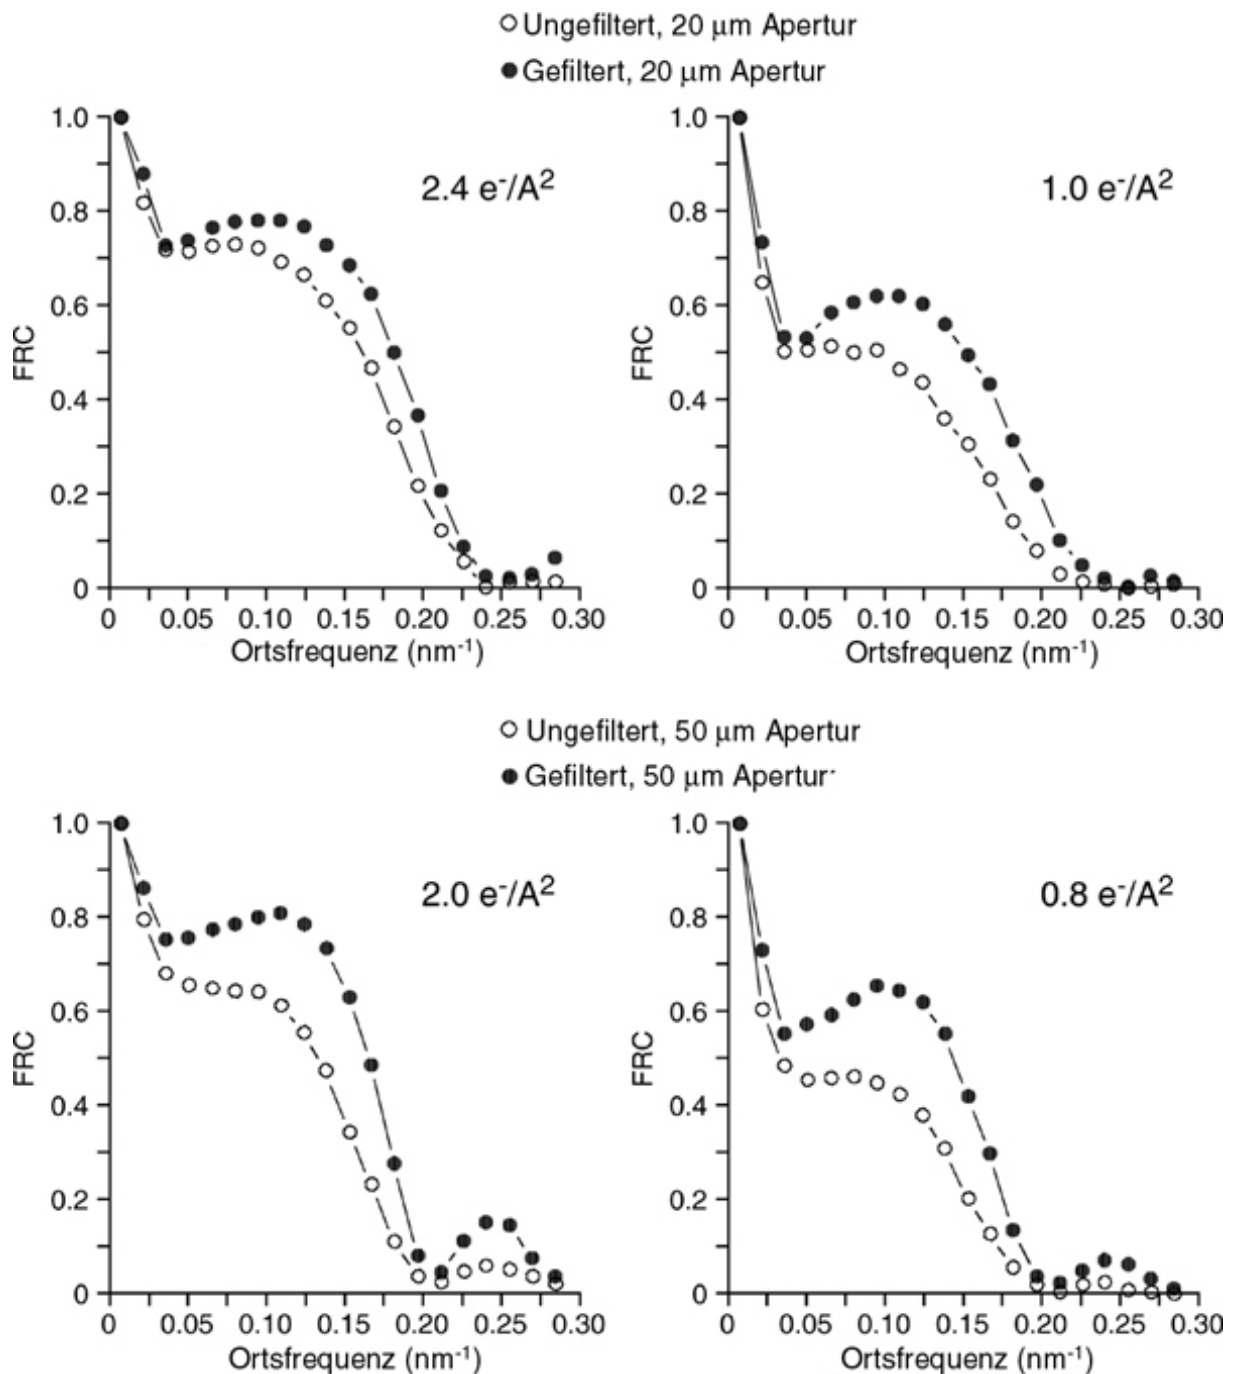 Ungefiltert, 20 μm Apertur
Gefiltert, 20 μm Apertur
1.0
0.8
0.6
0.4
0.2
0
FRC
2.4 e⁻/A²
0 0.05 0.10 0.15 0.20 0.25 0.30
Ortsfrequenz (nm⁻¹)
1.0
0.8
0.6
0.4
0.2
0
FRC
1.0 e⁻/A²
0 0.05 0.10 0.15 0.20 0.25 0.30
Ortsfrequenz (nm⁻¹)
Ungefiltert, 50 μm Apertur
Gefiltert, 50 μm Apertur
1.0
0.8
0.6
0.4
0.2
0
FRC
2.0 e⁻/A²
0 0.05 0.10 0.15 0.20 0.25 0.30
Ortsfrequenz (nm⁻¹)
1.0
0.8
0.6
0.4
0.2
0
FRC
0.8 e⁻/A²
0 0.05 0.10 0.15 0.20 0.25 0.30
Ortsfrequenz (nm⁻¹)